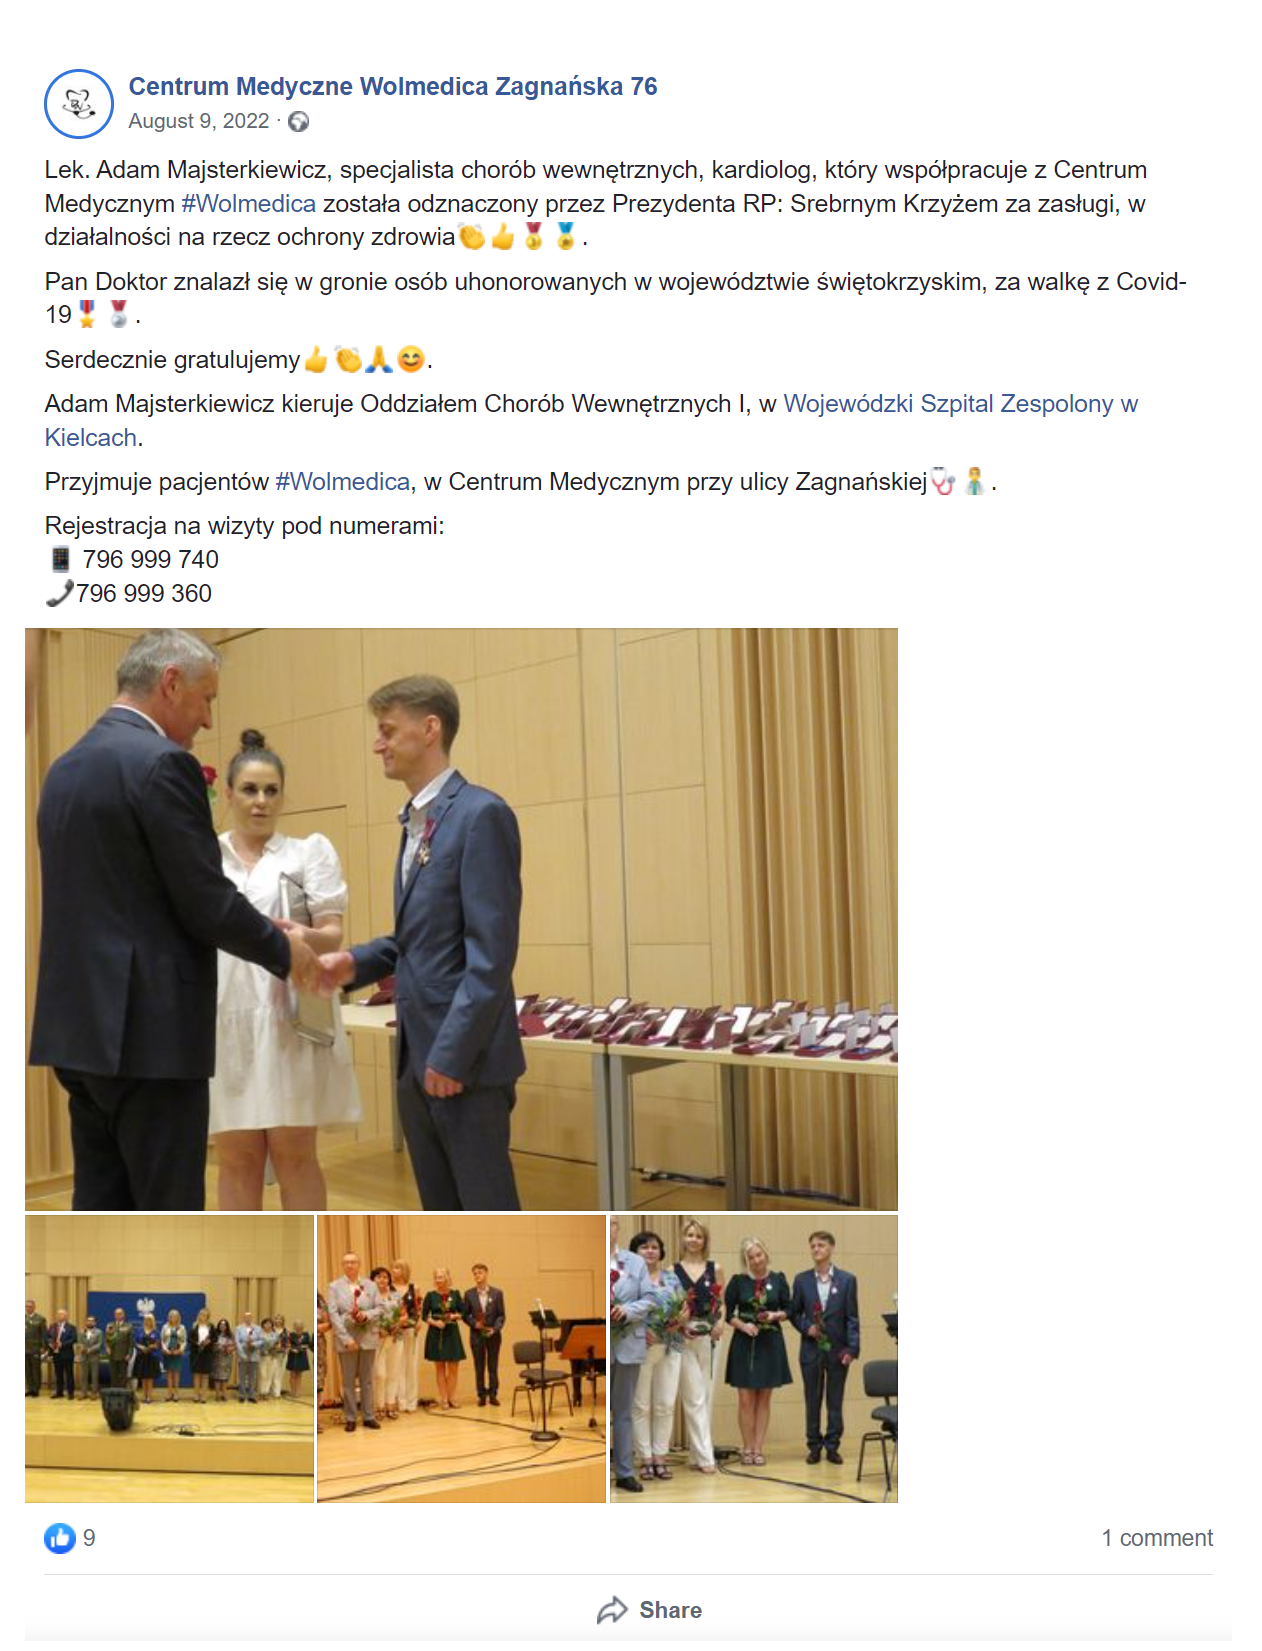 Centrum Medyczne Wolmedica Zagnańska 76
August 9, 2022 ·
Lek. Adam Majsterkiewicz, specjalista chorób wewnętrznych, kardiolog, który współpracuje z Centrum
Medycznym #Wolmedica została odznaczony przez Prezydenta RP: Srebrnym Krzyżem za zasługi, w
działalności na rzecz ochrony zdrowia👏👍🏅🏅.
Pan Doktor znalazł się w gronie osób uhonorowanych w województwie świętokrzyskim, za walkę z Covid-
19🎖🥈.
Serdecznie gratulujemy👍👏🙏😊.
Adam Majsterkiewicz kieruje Oddziałem Chorób Wewnętrznych I, w Wojewódzki Szpital Zespolony w
Kielcach.
Przyjmuje pacjentów #Wolmedica, w Centrum Medycznym przy ulicy Zagnańskiej🩺👨‍⚕️.
Rejestracja na wizyty pod numerami:
📱 796 999 740
📞796 999 360
9
1 comment
Share